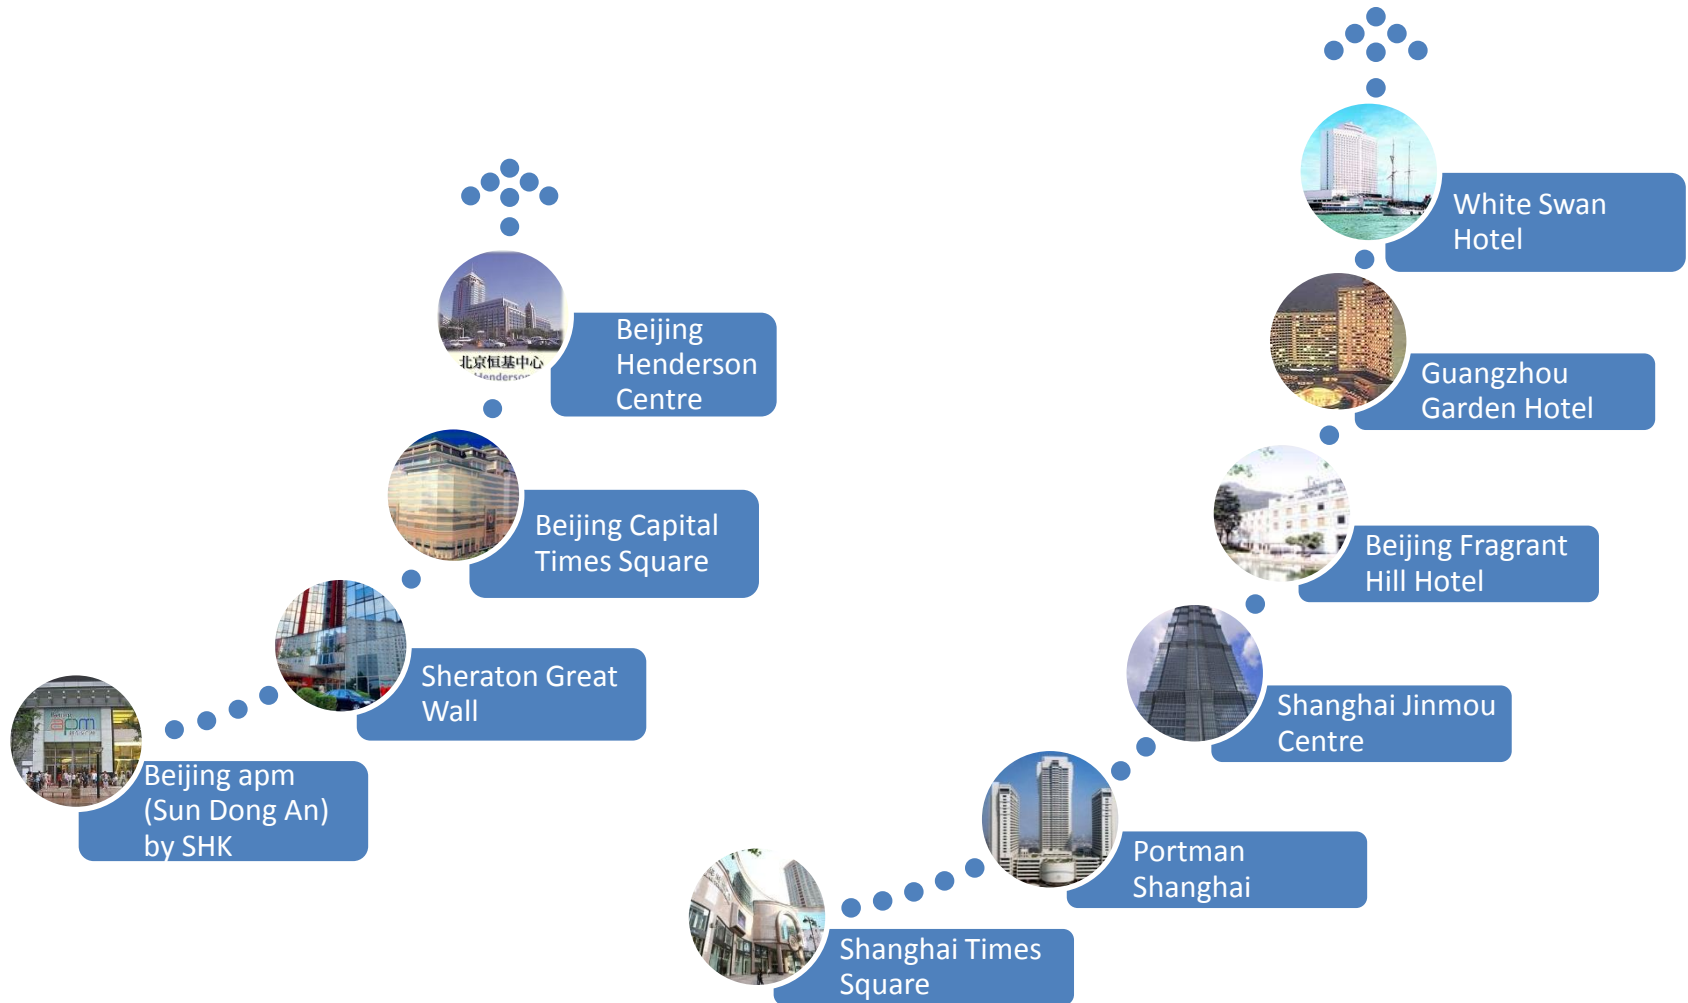 Beijing
Henderson
Centre
北京恒基中心
Henderson
Beijing Capital
Times Square
Sheraton Great
Wall
apm
Beijing apm
(Sun Dong An)
by SHK
White Swan
Hotel
Guangzhou
Garden Hotel
Beijing Fragrant
Hill Hotel
Shanghai Jinmou
Centre
Portman
Shanghai
Shanghai Times
Square